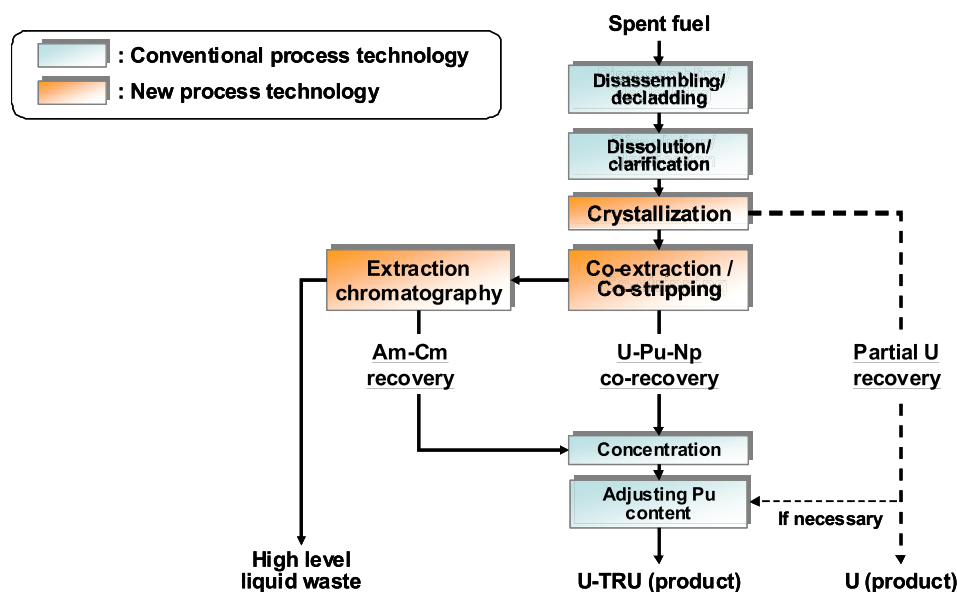 : Conventional process technology
: New process technology
Spent fuel
Disassembling/
decladding
Dissolution/
clarification
Crystallization
Extraction
chromatography
Co-extraction /
Co-stripping
Am-Cm
recovery
U-Pu-Np
co-recovery
Partial U
recovery
Concentration
Adjusting Pu
content
If necessary
High level
liquid waste
U-TRU (product)
U (product)